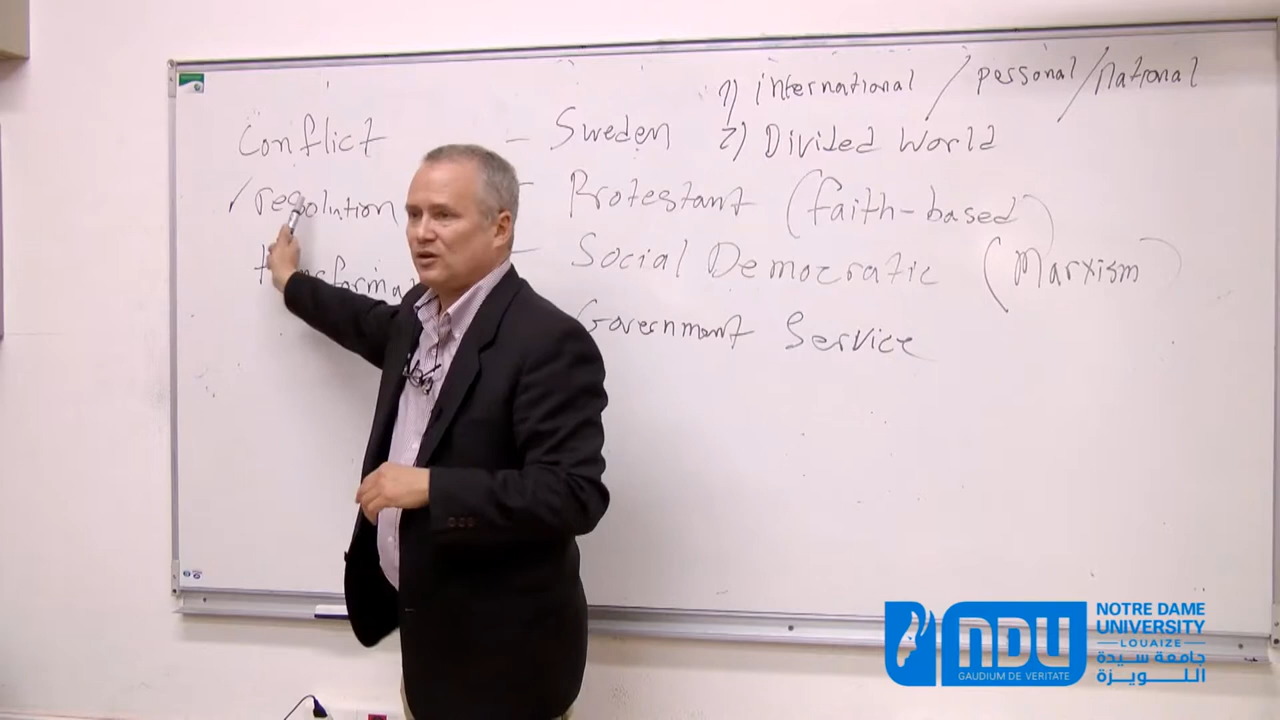 1) international / personal / national
Conflict
- Sweden
2) Divided World
✓ resolution
- Protestant (faith-based)
- Social Democratic (Marxism)
Government Service
NDU
GAUDIUM DE VERITATE
NOTRE DAME
UNIVERSITY
LOUAIZE
جامعة سيدة
اللويزة